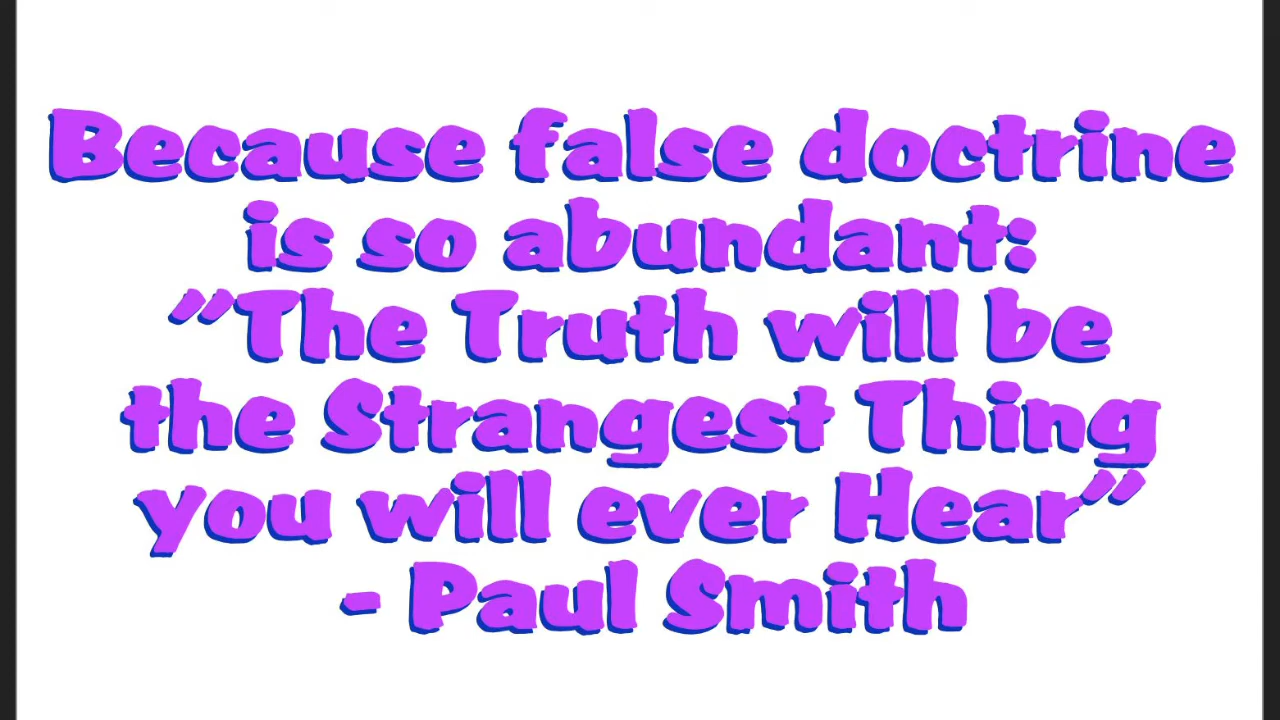 Because false doctrine
is so abundant:
"The Truth will be
the Strangest Thing
you will ever Hear"
- Paul Smith